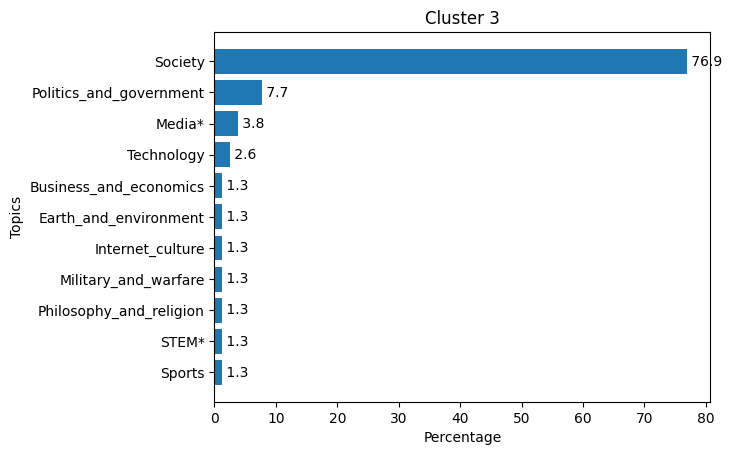 Cluster 3
Society 76.9
Politics_and_government 7.7
Media* 3.8
Technology 2.6
Business_and_economics 1.3
Earth_and_environment 1.3
Internet_culture 1.3
Military_and_warfare 1.3
Philosophy_and_religion 1.3
STEM* 1.3
Sports 1.3
Topics
0 10 20 30 40 50 60 70 80
Percentage